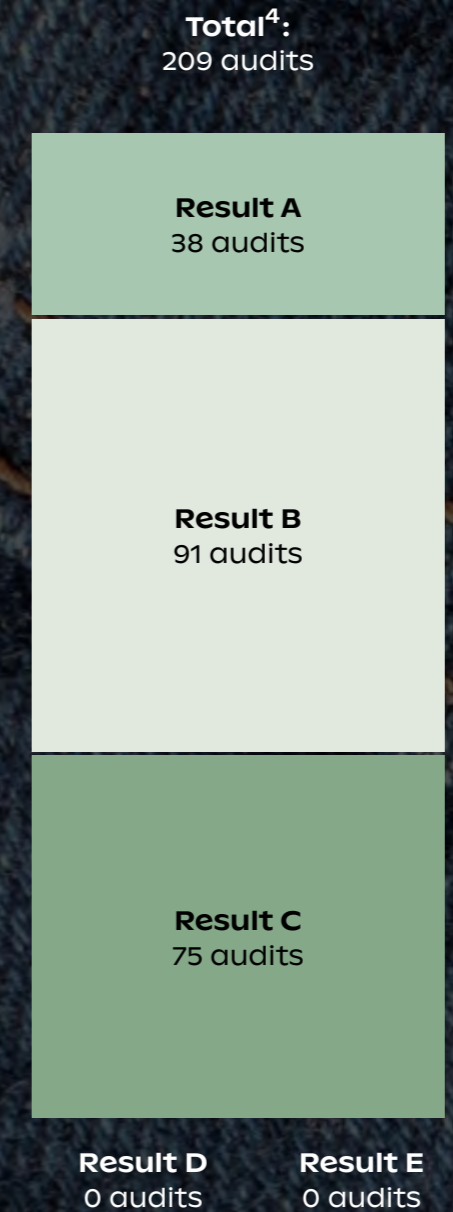 Total⁴:
209 audits
Result A
38 audits
Result B
91 audits
Result C
75 audits
Result D
0 audits
Result E
0 audits